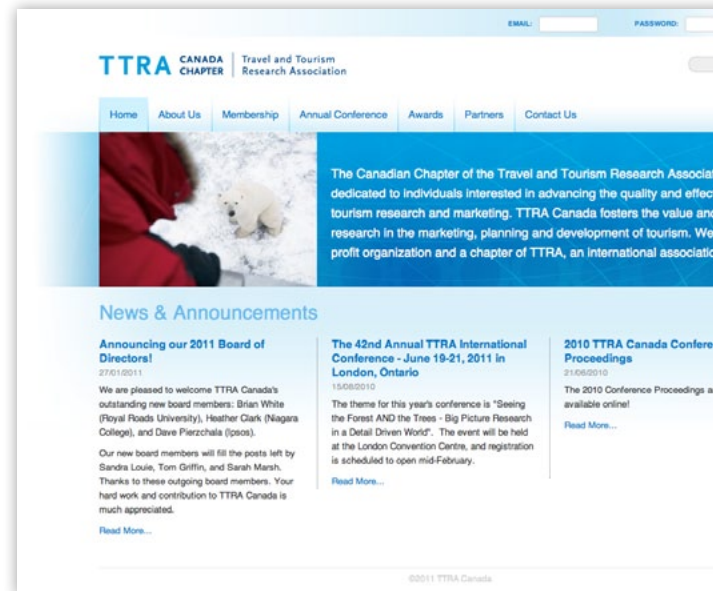 EMAIL: PASSWORD:
TTRA CANADA CHAPTER Travel and Tourism Research Association
Home About Us Membership Annual Conference Awards Partners Contact Us
The Canadian Chapter of the Travel and Tourism Research Associat
dedicated to individuals interested in advancing the quality and effec
tourism research and marketing. TTRA Canada fosters the value and
research in the marketing, planning and development of tourism. We
profit organization and a chapter of TTRA, an international associatio
News & Announcements
Announcing our 2011 Board of
Directors!
27/01/2011
We are pleased to welcome TTRA Canada's
outstanding new board members: Brian White
(Royal Roads University), Heather Clark (Niagara
College), and Dave Pierzchala (Ipsos).
Our new board members will fill the posts left by
Sandra Louie, Tom Griffin, and Sarah Marsh.
Thanks to these outgoing board members. Your
hard work and contribution to TTRA Canada is
much appreciated.
Read More...
The 42nd Annual TTRA International
Conference - June 19-21, 2011 in
London, Ontario
15/08/2010
The theme for this year's conference is "Seeing
the Forest AND the Trees - Big Picture Research
in a Detail Driven World". The event will be held
at the London Convention Centre, and registration
is scheduled to open mid-February.
Read More...
2010 TTRA Canada Confere
Proceedings
21/06/2010
The 2010 Conference Proceedings a
available online!
Read More...
©2011 TTRA Canada